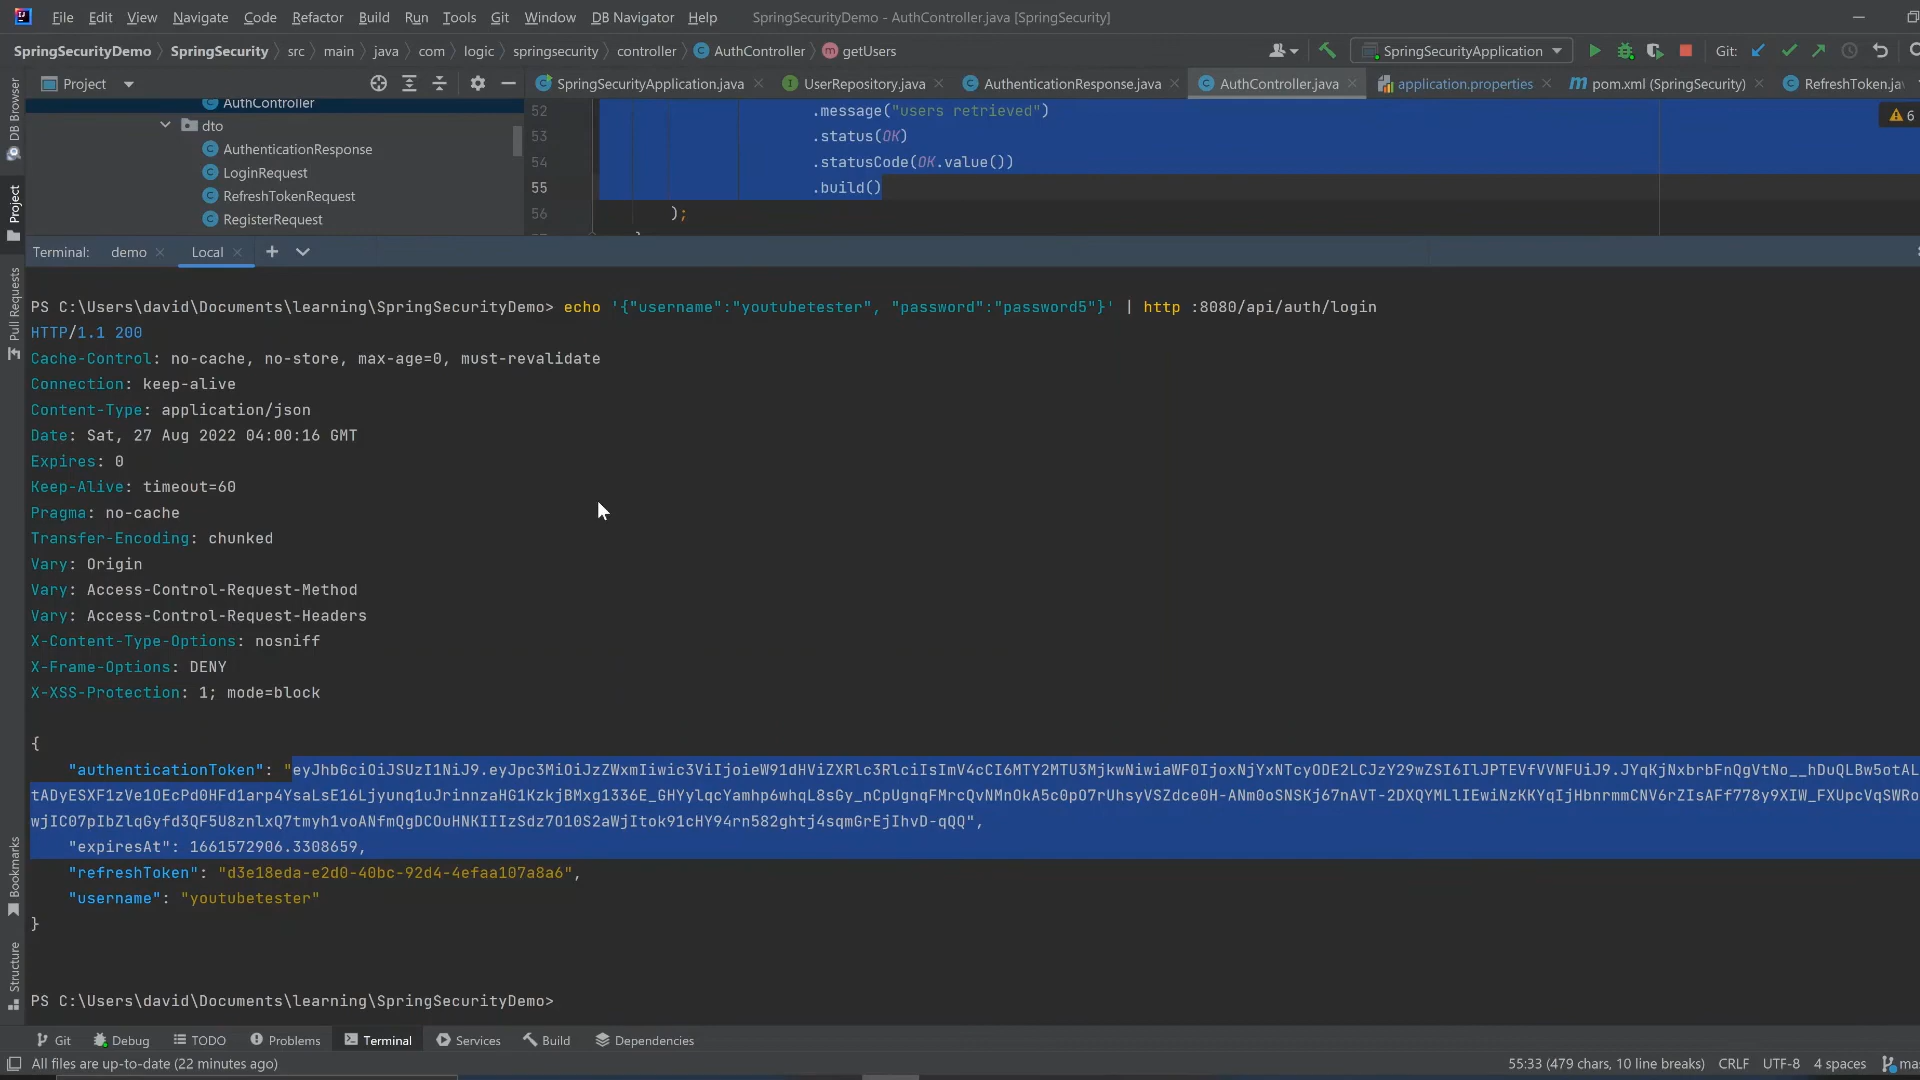 File Edit View Navigate Code Refactor Build Run Tools Git Window DB Navigator Help SpringSecurityDemo - AuthController.java [SpringSecurity]
SpringSecurityDemo SpringSecurity src main java com logic springsecurity controller AuthController getUsers SpringSecurityApplication Git:
Project SpringSecurityApplication.java UserRepository.java AuthenticationResponse.java AuthController.java application.properties pom.xml (SpringSecurity) RefreshToken.ja
DB Browser
Project
Pull Requests
Bookmarks
Structure
AuthController
dto
AuthenticationResponse
LoginRequest
RefreshTokenRequest
RegisterRequest
52 .message("users retrieved")
53 .status(OK)
54 .statusCode(OK.value())
55 .build()
56 );
6
Terminal: demo Local
PS C:\Users\david\Documents\learning\SpringSecurityDemo> echo '{"username":"youtubetester", "password":"password5"}' | http :8080/api/auth/login
HTTP/1.1 200
Cache-Control: no-cache, no-store, max-age=0, must-revalidate
Connection: keep-alive
Content-Type: application/json
Date: Sat, 27 Aug 2022 04:00:16 GMT
Expires: 0
Keep-Alive: timeout=60
Pragma: no-cache
Transfer-Encoding: chunked
Vary: Origin
Vary: Access-Control-Request-Method
Vary: Access-Control-Request-Headers
X-Content-Type-Options: nosniff
X-Frame-Options: DENY
X-XSS-Protection: 1; mode=block
{
"authenticationToken":
"expiresAt": 1661572906.3308659,
"refreshToken": "d3e18eda-e2d0-40bc-92d4-4efaa107a8a6",
"username": "youtubetester"
}
PS C:\Users\david\Documents\learning\SpringSecurityDemo>
Git Debug TODO Problems Terminal Services Build Dependencies
All files are up-to-date (22 minutes ago) 55:33 (479 chars, 10 line breaks) CRLF UTF-8 4 spaces mas